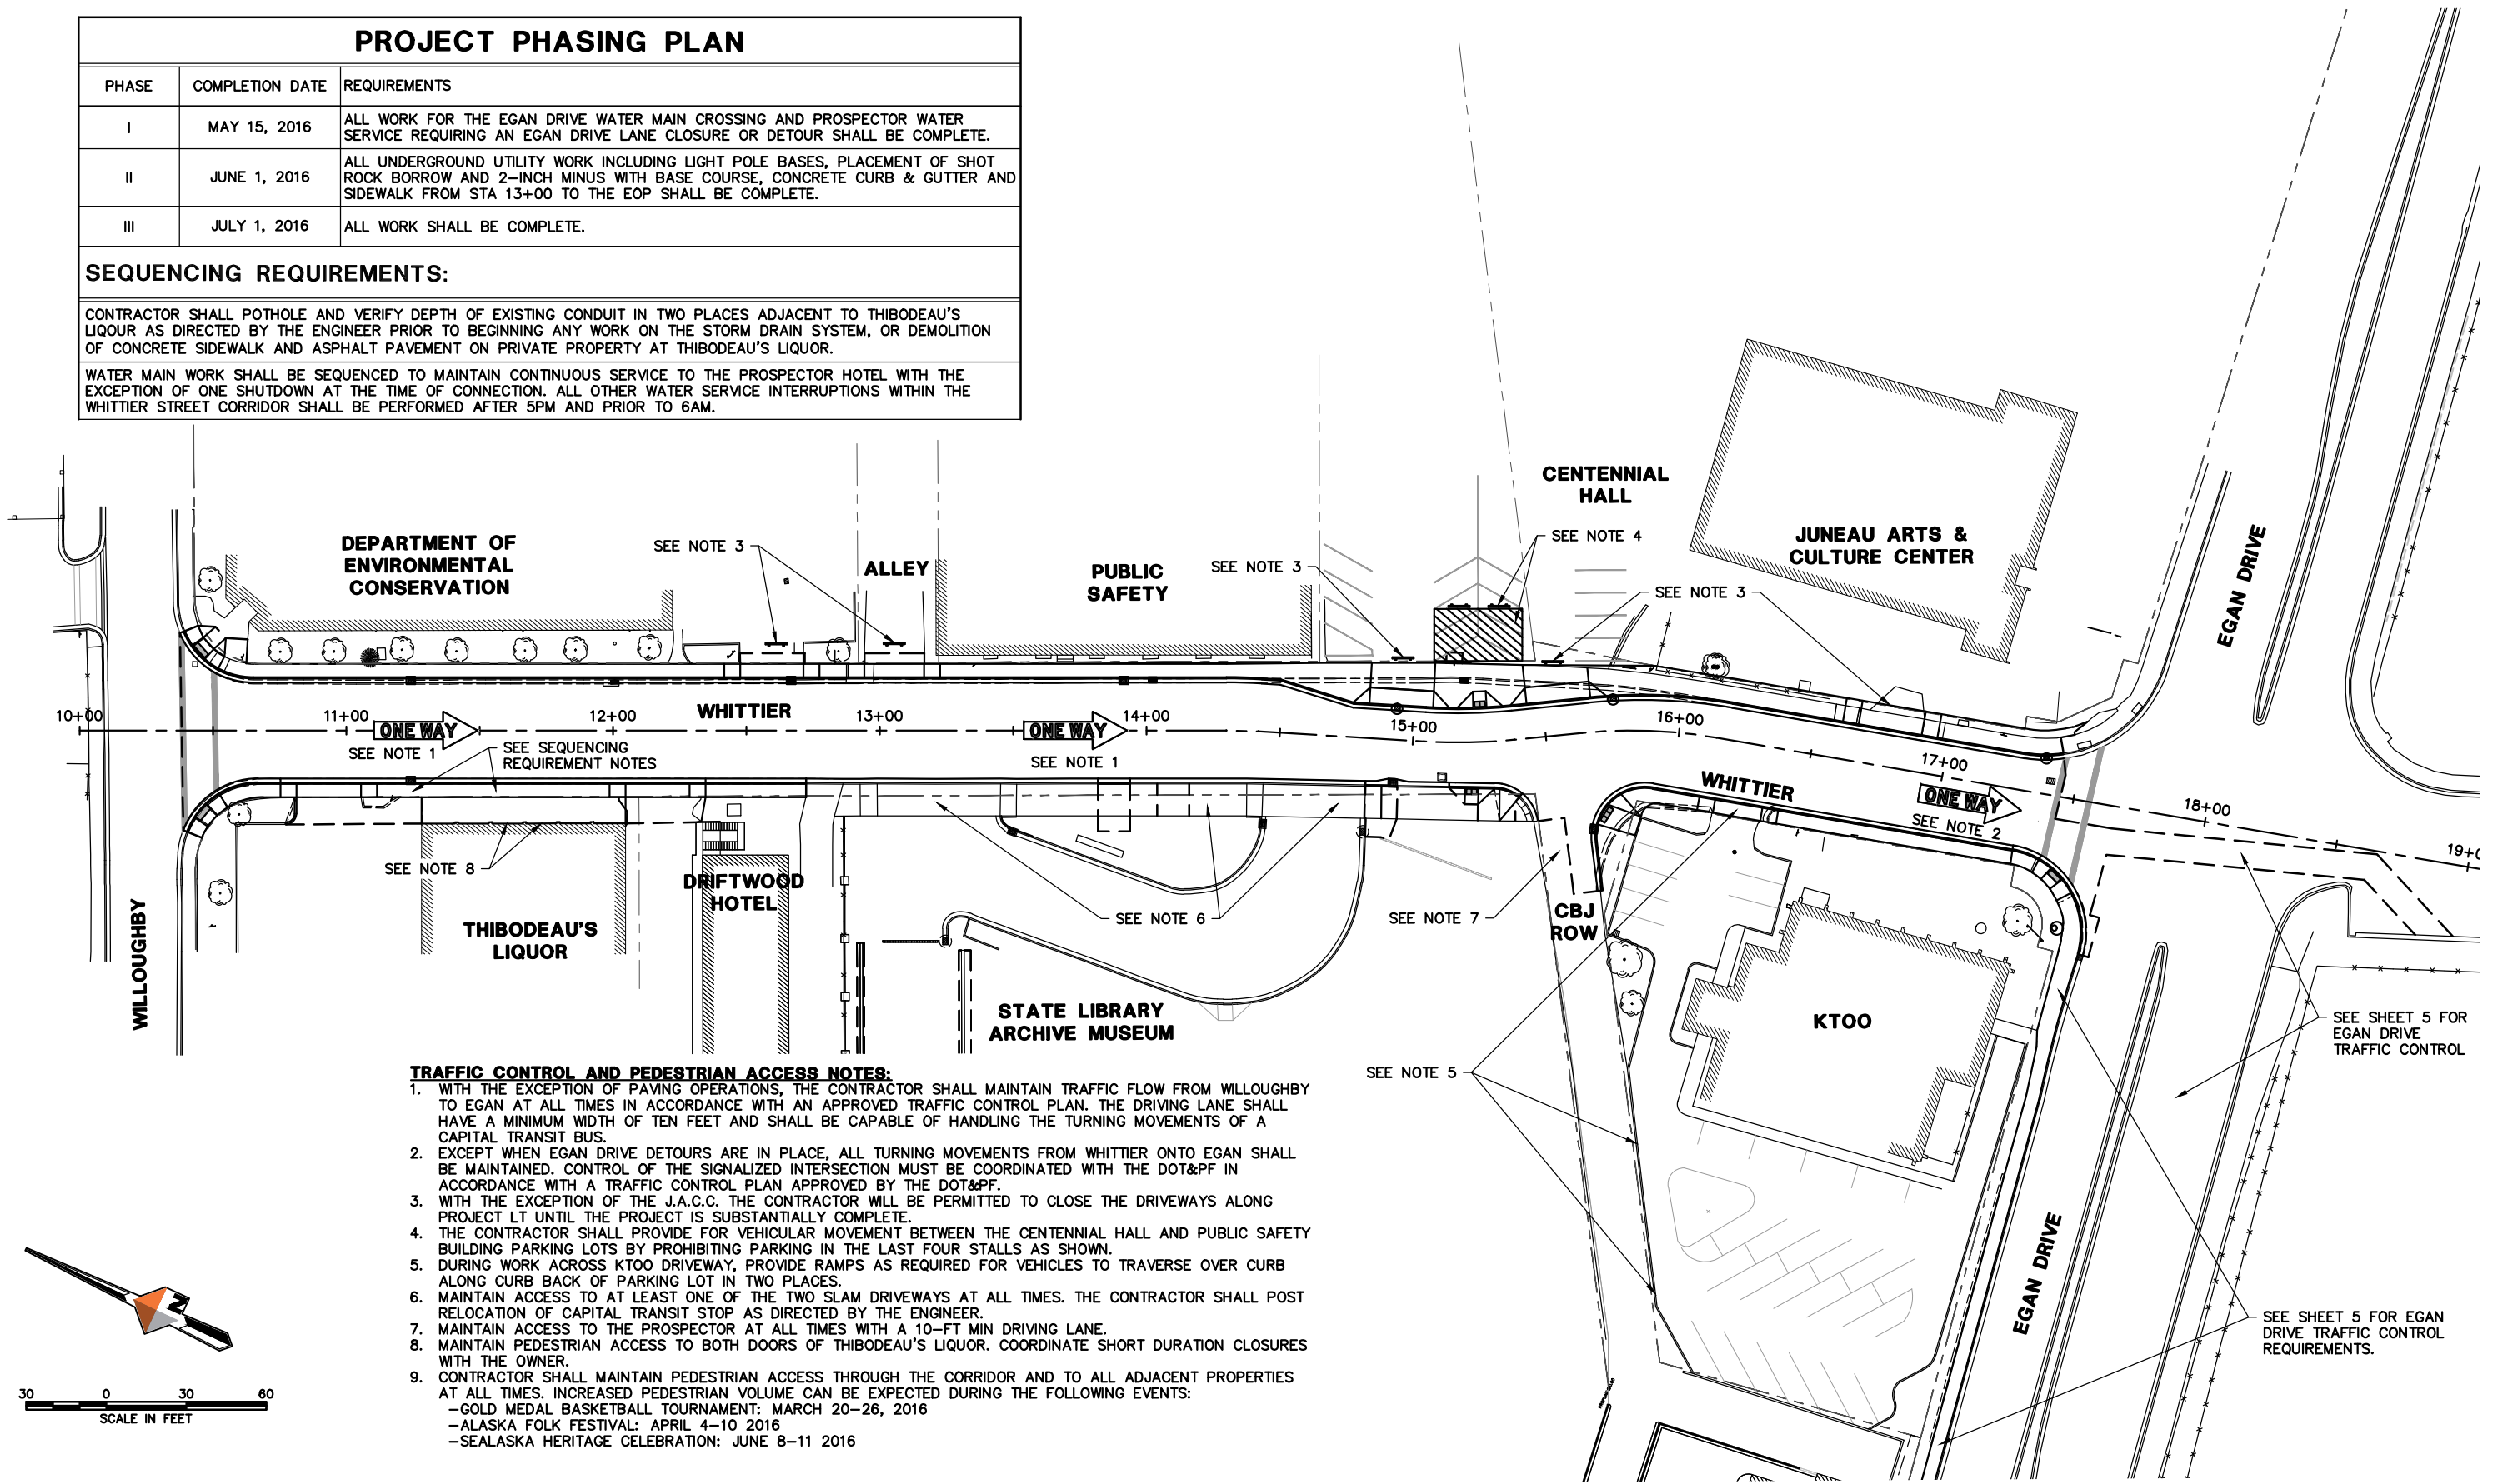 PROJECT PHASING PLAN
PHASE
COMPLETION DATE
REQUIREMENTS
I
MAY 15, 2016
ALL WORK FOR THE EGAN DRIVE WATER MAIN CROSSING AND PROSPECTOR WATER
SERVICE REQUIRING AN EGAN DRIVE LANE CLOSURE OR DETOUR SHALL BE COMPLETE.
II
JUNE 1, 2016
ALL UNDERGROUND UTILITY WORK INCLUDING LIGHT POLE BASES, PLACEMENT OF SHOT
ROCK BORROW AND 2-INCH MINUS WITH BASE COURSE, CONCRETE CURB & GUTTER AND
SIDEWALK FROM STA 13+00 TO THE EOP SHALL BE COMPLETE.
III
JULY 1, 2016
ALL WORK SHALL BE COMPLETE.
SEQUENCING REQUIREMENTS:
CONTRACTOR SHALL POTHOLE AND VERIFY DEPTH OF EXISTING CONDUIT IN TWO PLACES ADJACENT TO THIBODEAU'S
LIQOUR AS DIRECTED BY THE ENGINEER PRIOR TO BEGINNING ANY WORK ON THE STORM DRAIN SYSTEM, OR DEMOLITION
OF CONCRETE SIDEWALK AND ASPHALT PAVEMENT ON PRIVATE PROPERTY AT THIBODEAU'S LIQUOR.
WATER MAIN WORK SHALL BE SEQUENCED TO MAINTAIN CONTINUOUS SERVICE TO THE PROSPECTOR HOTEL WITH THE
EXCEPTION OF ONE SHUTDOWN AT THE TIME OF CONNECTION. ALL OTHER WATER SERVICE INTERRUPTIONS WITHIN THE
WHITTIER STREET CORRIDOR SHALL BE PERFORMED AFTER 5PM AND PRIOR TO 6AM.
DEPARTMENT OF
ENVIRONMENTAL
CONSERVATION
SEE NOTE 3
ALLEY
PUBLIC
SAFETY
SEE NOTE 3
CENTENNIAL
HALL
SEE NOTE 4
SEE NOTE 3
JUNEAU ARTS &
CULTURE CENTER
EGAN DRIVE
10+00
11+00
ONE WAY
SEE NOTE 1
12+00
WHITTIER
13+00
ONE WAY
14+00
SEE NOTE 1
15+00
16+00
17+00
18+00
WHITTIER
ONE WAY
SEE NOTE 2
SEE SEQUENCING
REQUIREMENT NOTES
SEE NOTE 8
THIBODEAU'S
LIQUOR
DRIFTWOOD
HOTEL
WILLOUGHBY
SEE NOTE 6
STATE LIBRARY
ARCHIVE MUSEUM
SEE NOTE 7
CBJ
ROW
KTOO
SEE NOTE 5
SEE SHEET 5 FOR
EGAN DRIVE
TRAFFIC CONTROL
EGAN DRIVE
SEE SHEET 5 FOR EGAN
DRIVE TRAFFIC CONTROL
REQUIREMENTS.
TRAFFIC CONTROL AND PEDESTRIAN ACCESS NOTES:
1. WITH THE EXCEPTION OF PAVING OPERATIONS, THE CONTRACTOR SHALL MAINTAIN TRAFFIC FLOW FROM WILLOUGHBY
TO EGAN AT ALL TIMES IN ACCORDANCE WITH AN APPROVED TRAFFIC CONTROL PLAN. THE DRIVING LANE SHALL
HAVE A MINIMUM WIDTH OF TEN FEET AND SHALL BE CAPABLE OF HANDLING THE TURNING MOVEMENTS OF A
CAPITAL TRANSIT BUS.
2. EXCEPT WHEN EGAN DRIVE DETOURS ARE IN PLACE, ALL TURNING MOVEMENTS FROM WHITTIER ONTO EGAN SHALL
BE MAINTAINED. CONTROL OF THE SIGNALIZED INTERSECTION MUST BE COORDINATED WITH THE DOT&PF IN
ACCORDANCE WITH A TRAFFIC CONTROL PLAN APPROVED BY THE DOT&PF.
3. WITH THE EXCEPTION OF THE J.A.C.C. THE CONTRACTOR WILL BE PERMITTED TO CLOSE THE DRIVEWAYS ALONG
PROJECT LT UNTIL THE PROJECT IS SUBSTANTIALLY COMPLETE.
4. THE CONTRACTOR SHALL PROVIDE FOR VEHICULAR MOVEMENT BETWEEN THE CENTENNIAL HALL AND PUBLIC SAFETY
BUILDING PARKING LOTS BY PROHIBITING PARKING IN THE LAST FOUR STALLS AS SHOWN.
5. DURING WORK ACROSS KTOO DRIVEWAY, PROVIDE RAMPS AS REQUIRED FOR VEHICLES TO TRAVERSE OVER CURB
ALONG CURB BACK OF PARKING LOT IN TWO PLACES.
6. MAINTAIN ACCESS TO AT LEAST ONE OF THE TWO SLAM DRIVEWAYS AT ALL TIMES. THE CONTRACTOR SHALL POST
RELOCATION OF CAPITAL TRANSIT STOP AS DIRECTED BY THE ENGINEER.
7. MAINTAIN ACCESS TO THE PROSPECTOR AT ALL TIMES WITH A 10-FT MIN DRIVING LANE.
8. MAINTAIN PEDESTRIAN ACCESS TO BOTH DOORS OF THIBODEAU'S LIQUOR. COORDINATE SHORT DURATION CLOSURES
WITH THE OWNER.
9. CONTRACTOR SHALL MAINTAIN PEDESTRIAN ACCESS THROUGH THE CORRIDOR AND TO ALL ADJACENT PROPERTIES
AT ALL TIMES. INCREASED PEDESTRIAN VOLUME CAN BE EXPECTED DURING THE FOLLOWING EVENTS:
-GOLD MEDAL BASKETBALL TOURNAMENT: MARCH 20-26, 2016
-ALASKA FOLK FESTIVAL: APRIL 4-10 2016
-SEALASKA HERITAGE CELEBRATION: JUNE 8-11 2016
N
30 0 30 60
SCALE IN FEET